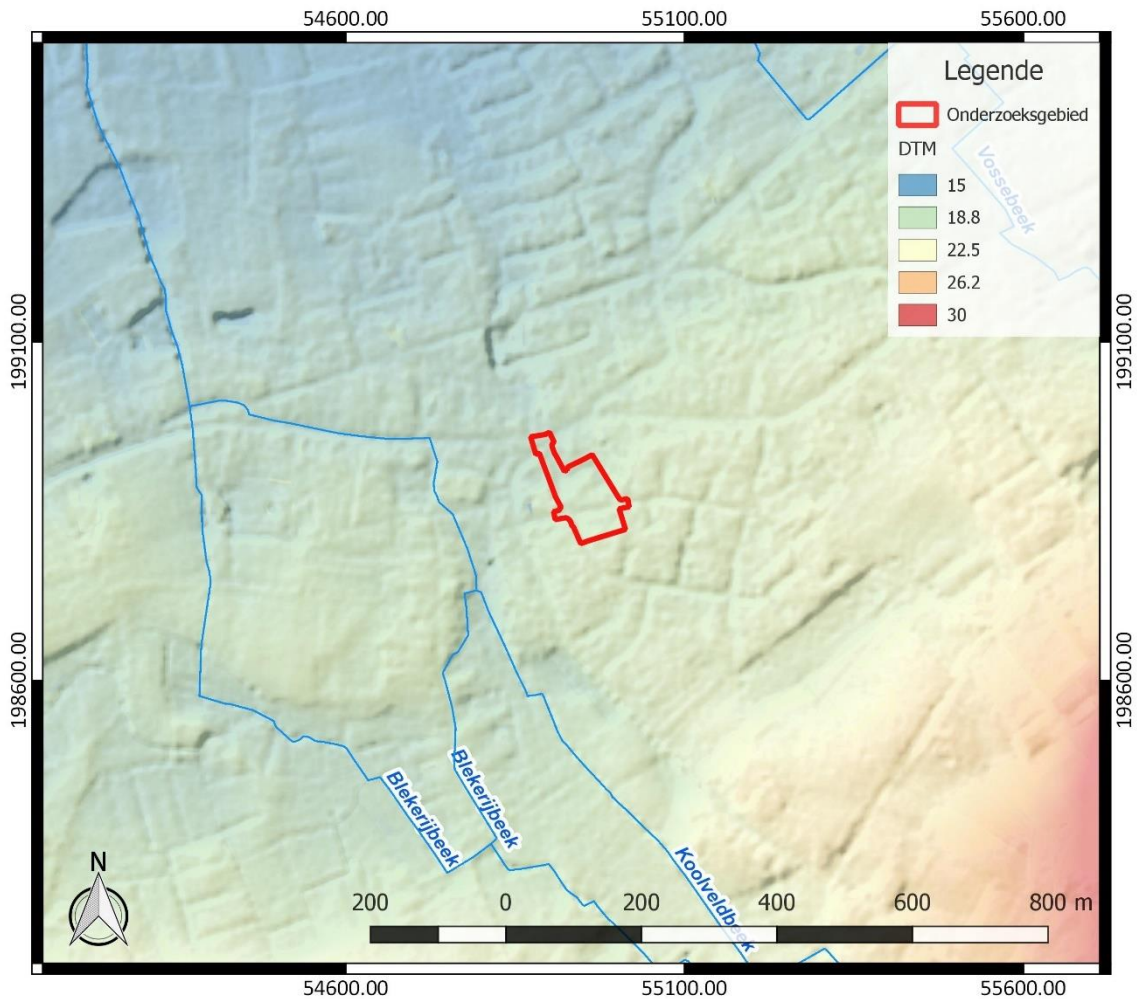 54600.00 55100.00 55600.00
Legende
Onderzoeksgebied
DTM
15
18.8
22.5
26.2
30
Vossebeek
199100.00 199100.00
198600.00 198600.00
Blekerijbeek
Blekerijbeek
Koolveldbeek
N
200 0 200 400 600 800 m
54600.00 55100.00 55600.00